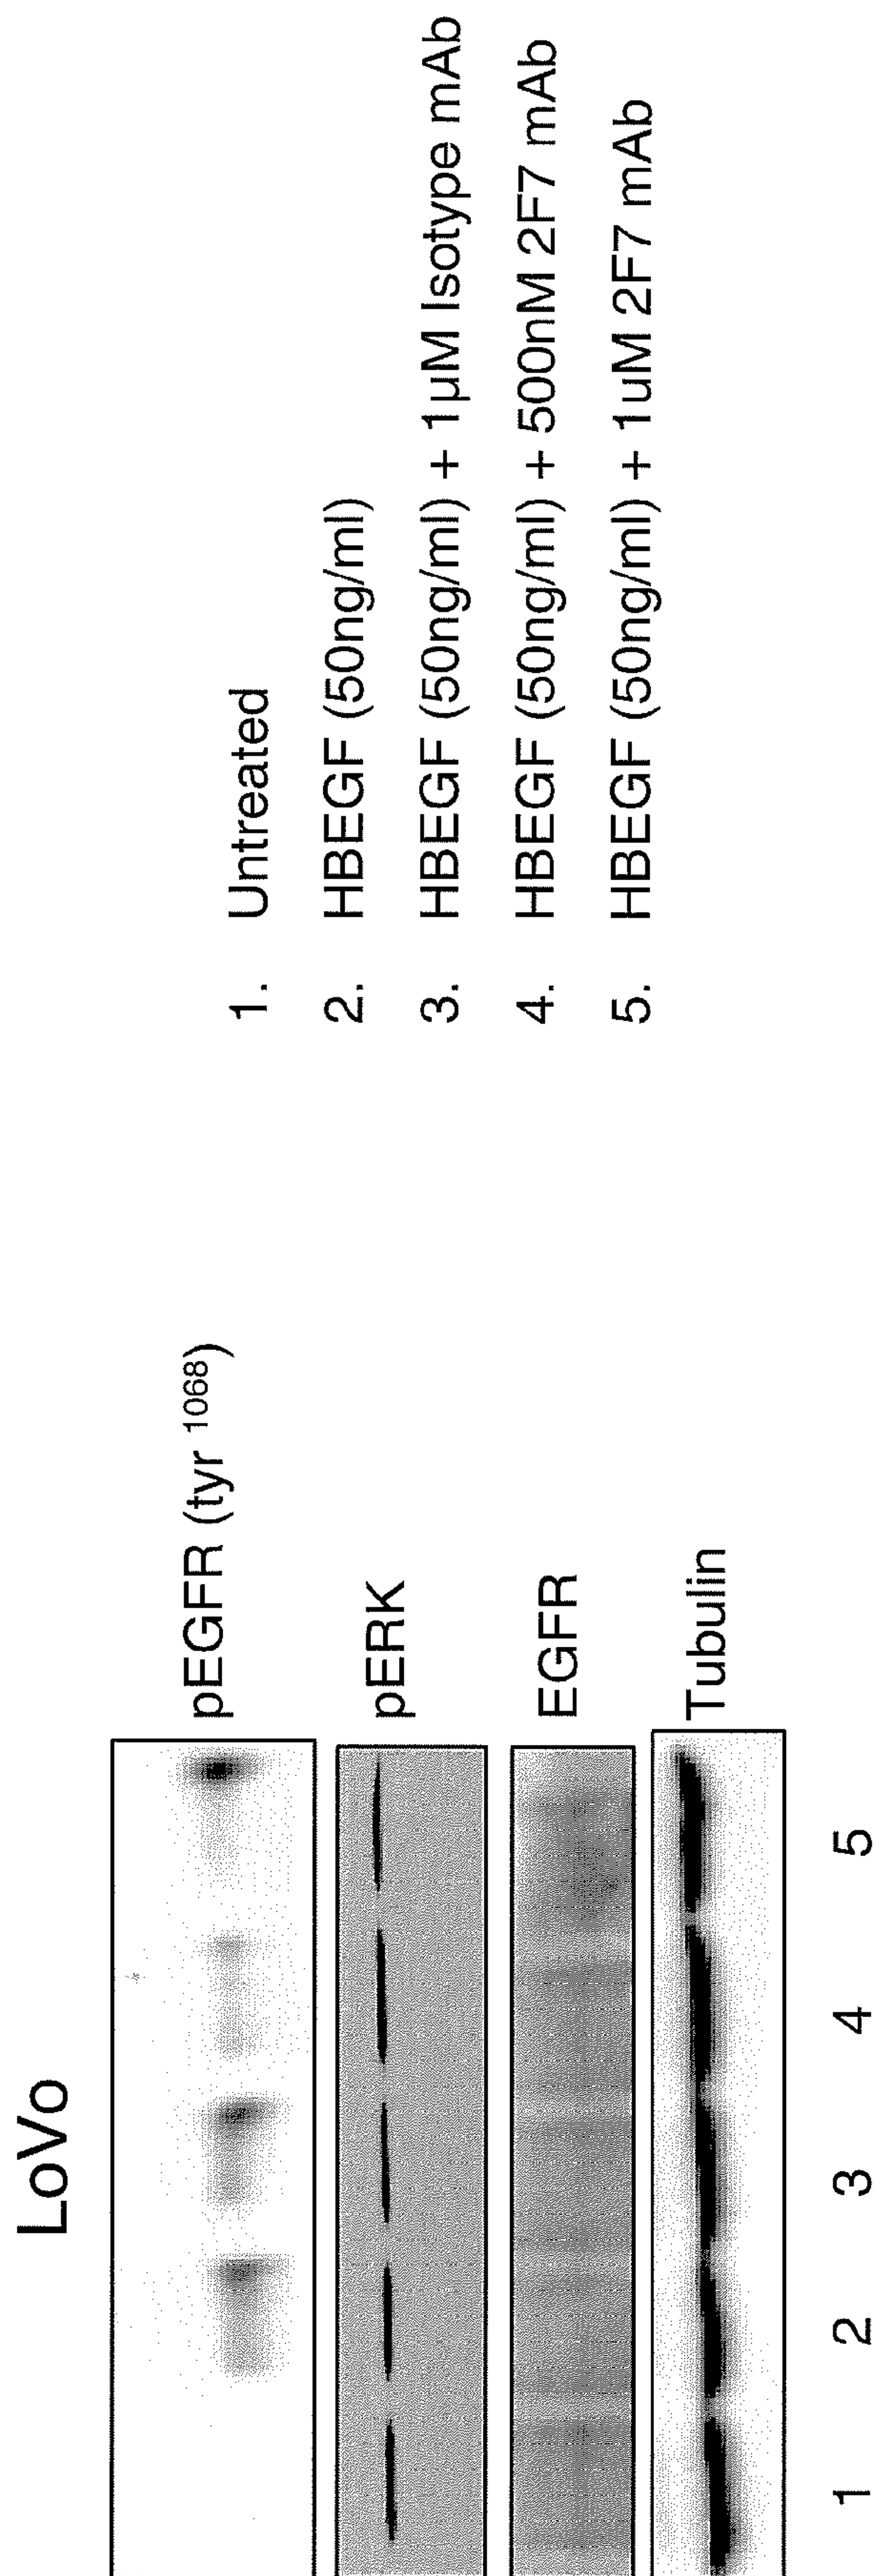 LoVo
pEGFR (tyr 1068)
pERK
EGFR
Tubulin
1 2 3 4 5
1. Untreated
2. HBEGF (50ng/ml)
3. HBEGF (50ng/ml) + 1μM Isotype mAb
4. HBEGF (50ng/ml) + 500nM 2F7 mAb
5. HBEGF (50ng/ml) + 1uM 2F7 mAb